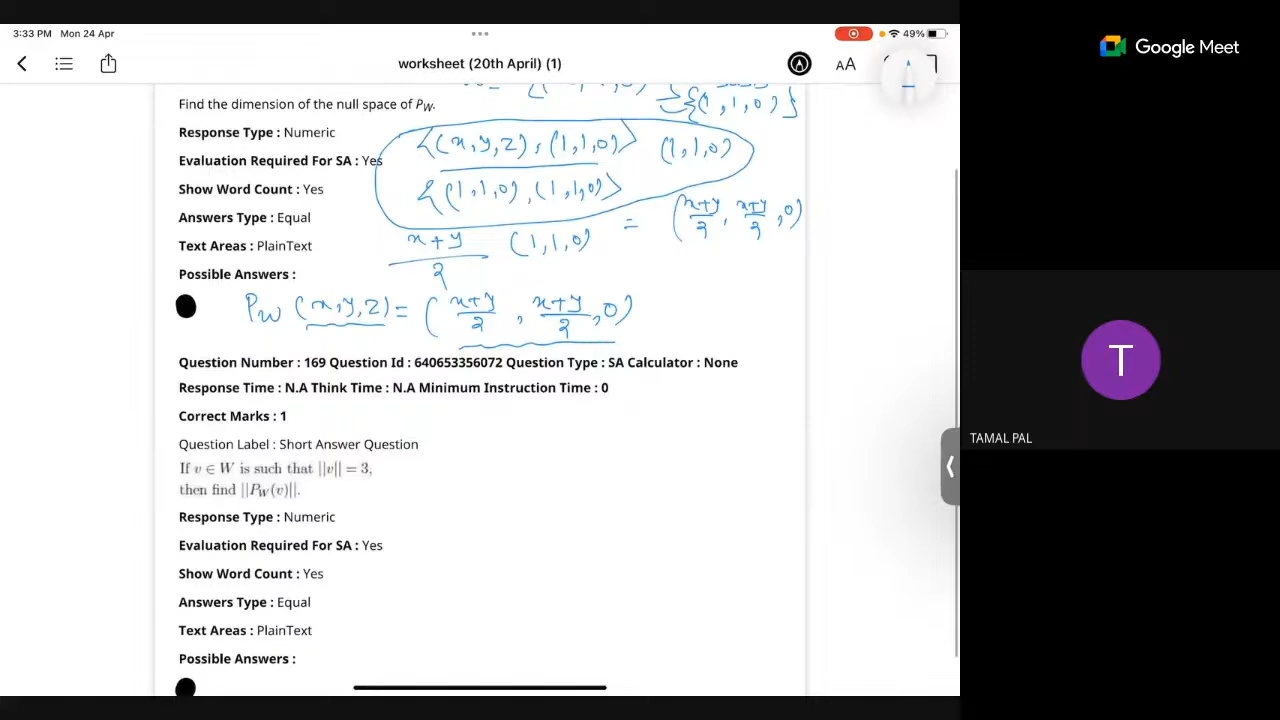 3:33 PM Mon 24 Apr
49%
worksheet (20th April) (1)
AA
Google Meet
{(1,1,0)}
Find the dimension of the null space of P_W.
Response Type : Numeric
<(x,y,z),(1,1,0)> (1,1,0)
Evaluation Required For SA : Yes
Show Word Count : Yes
<(1,1,0),(1,1,0)>
Answers Type : Equal
= (x+y/2, x+y/2, 0)
Text Areas : PlainText
x+y/2 (1,1,0)
Possible Answers :
P_W (x,y,z) = (x+y/2, x+y/2, 0)
Question Number : 169 Question Id : 640653356072 Question Type : SA Calculator : None
Response Time : N.A Think Time : N.A Minimum Instruction Time : 0
Correct Marks : 1
Question Label : Short Answer Question
If v ∈ W is such that ||v|| = 3,
then find ||P_W(v)||.
Response Type : Numeric
Evaluation Required For SA : Yes
Show Word Count : Yes
Answers Type : Equal
Text Areas : PlainText
Possible Answers :
T
TAMAL PAL